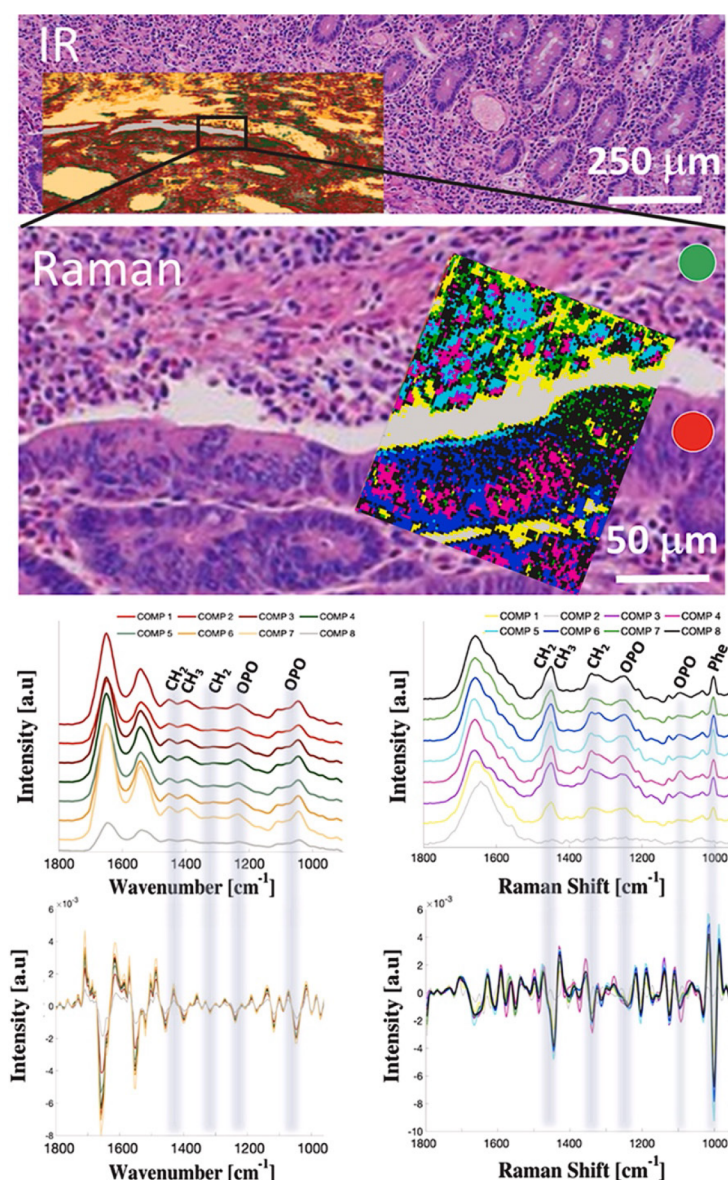 IR
250 μm
Raman
50 μm
COMP 1 COMP 2 COMP 3 COMP 4
COMP 5 COMP 6 COMP 7 COMP 8
CH2
CH3
CH2
OPO
OPO
Intensity [a.u]
1800 1600 1400 1200 1000
Wavenumber [cm-1]
COMP 1 COMP 2 COMP 3 COMP 4
COMP 5 COMP 6 COMP 7 COMP 8
CH2
CH3
CH2
OPO
OPO
Phe
Intensity [a.u]
1800 1600 1400 1200 1000
Raman Shift [cm-1]
6 ×10-3
4
2
0
-2
-4
-6
-8
Intensity [a.u]
1800 1600 1400 1200 1000
Wavenumber [cm-1]
6 ×10-3
4
2
0
-2
-4
-6
-8
-10
Intensity [a.u]
1800 1600 1400 1200 1000
Raman Shift [cm-1]